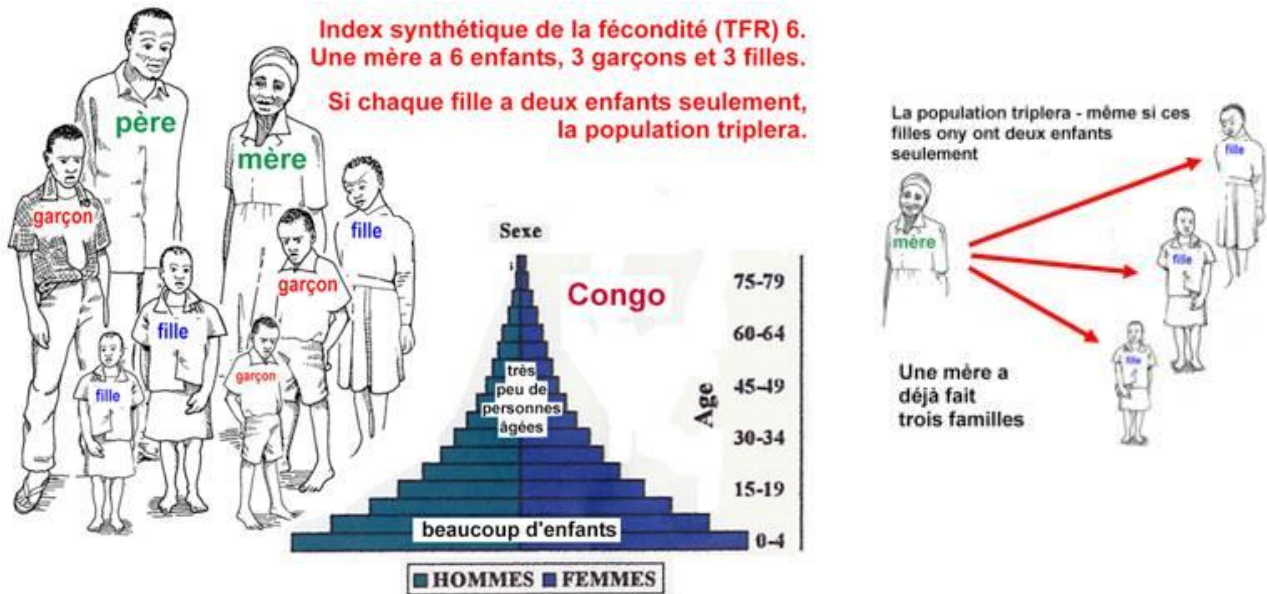 Index synthétique de la fécondité (TFR) 6.
Une mère a 6 enfants, 3 garçons et 3 filles.
Si chaque fille a deux enfants seulement,
la population triplera.
père
mère
garçon
fille
garçon
fille
garçon
fille
Sexe
Congo
75-79
60-64
45-49
30-34
15-19
0-4
Age
très
peu de
personnes
âgées
beaucoup d'enfants
HOMMES FEMMES
La population triplera - même si ces
filles ony ont deux enfants
seulement
fille
mère
fille
fille
Une mère a
déjà fait
trois familles